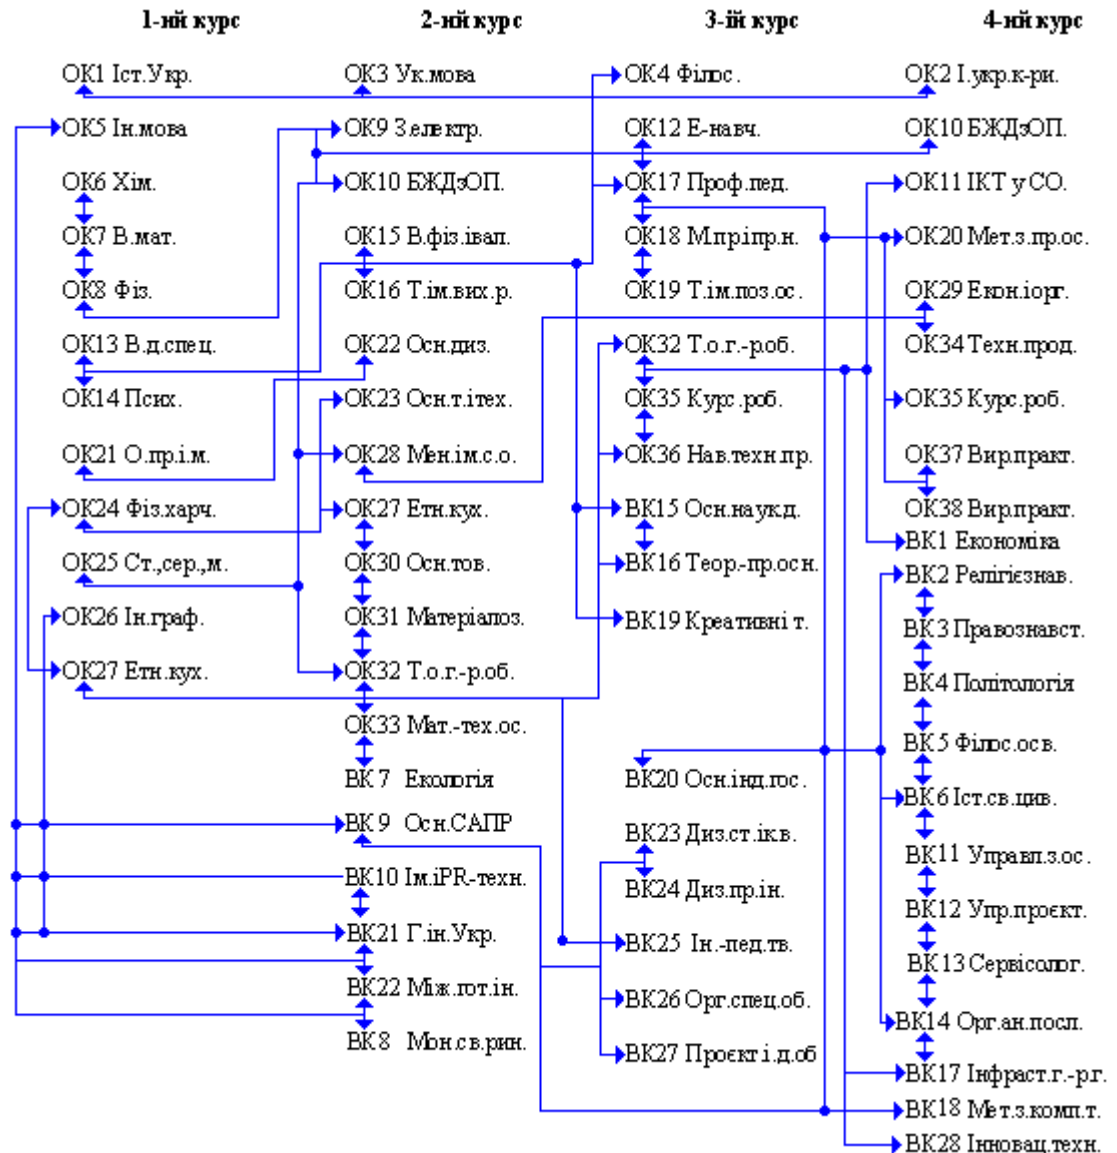 1-ий курс
2-ний курс
3-ій курс
4-ний курс
ОК1 Іст.Укр.
ОК3 Ук.мова
ОК4 Філос.
ОК2 І.укр.к-ри.
ОК5 Ін.мова
ОК9 З.електр.
ОК12 Е-навч.
ОК10 БЖДзОП.
ОК6 Хім.
ОК10 БЖДзОП.
ОК17 Проф.пед.
ОК11 ІКТ у СО.
ОК7 В.мат.
ОК15 В.фіз.івал.
ОК18 М.пр.іпр.н.
ОК20 Мет.з.пр.ос.
ОК8 Фіз.
ОК16 Т.ім.вих.р.
ОК19 Т.ім.поз.ос.
ОК29 Екон.іорг.
ОК13 В.д.спец.
ОК22 Осн.диз.
ОК32 Т.о.г.-р.об.
ОК34 Техн.прод.
ОК14 Псих.
ОК23 Осн.т.ітех.
ОК35 Курс.роб.
ОК35 Курс.роб.
ОК21 О.пр.і.м.
ОК28 Мен.ім.с.о.
ОК36 Нав.техн.пр.
ОК37 Вир.практ.
ОК24 Фіз.харч.
ОК27 Етн.кух.
ВК15 Осн.наук.д.
ОК38 Вир.практ.
ОК25 Ст.,сер.,м.
ОК30 Осн.тов.
ВК16 Теор.-пр.осн.
ВК1 Економіка
ВК2 Релігієзнав.
ОК26 Ін.граф.
ОК31 Матеріалоз.
ВК19 Креативні т.
ВК3 Правознавст.
ОК27 Етн.кух.
ОК32 Т.о.г.-р.об.
ВК4 Політологія
ОК33 Мат.-тех.ос.
ВК5 Філос.осв.
ВК7 Екологія
ВК20 Осн.інд.гос.
ВК6 Іст.св.цив.
ВК9 Осн.САПР
ВК23 Диз.ст.ік.в.
ВК11 Управл.з.ос.
ВК10 Ім.іPR-техн.
ВК24 Диз.пр.ін.
ВК12 Упр.проєкт.
ВК21 Г.ін.Укр.
ВК25 Ін.-пед.тв.
ВК13 Сервісолог.
ВК22 Між.гот.ін.
ВК26 Орг.спец.об.
ВК14 Орг.ан.посл.
ВК8 Мон.св.рин.
ВК27 Проєкт.і.д.об
ВК17 Інфраст.г.-р.г.
ВК18 Мет.з.комп.т.
ВК28 Інновац.техн.